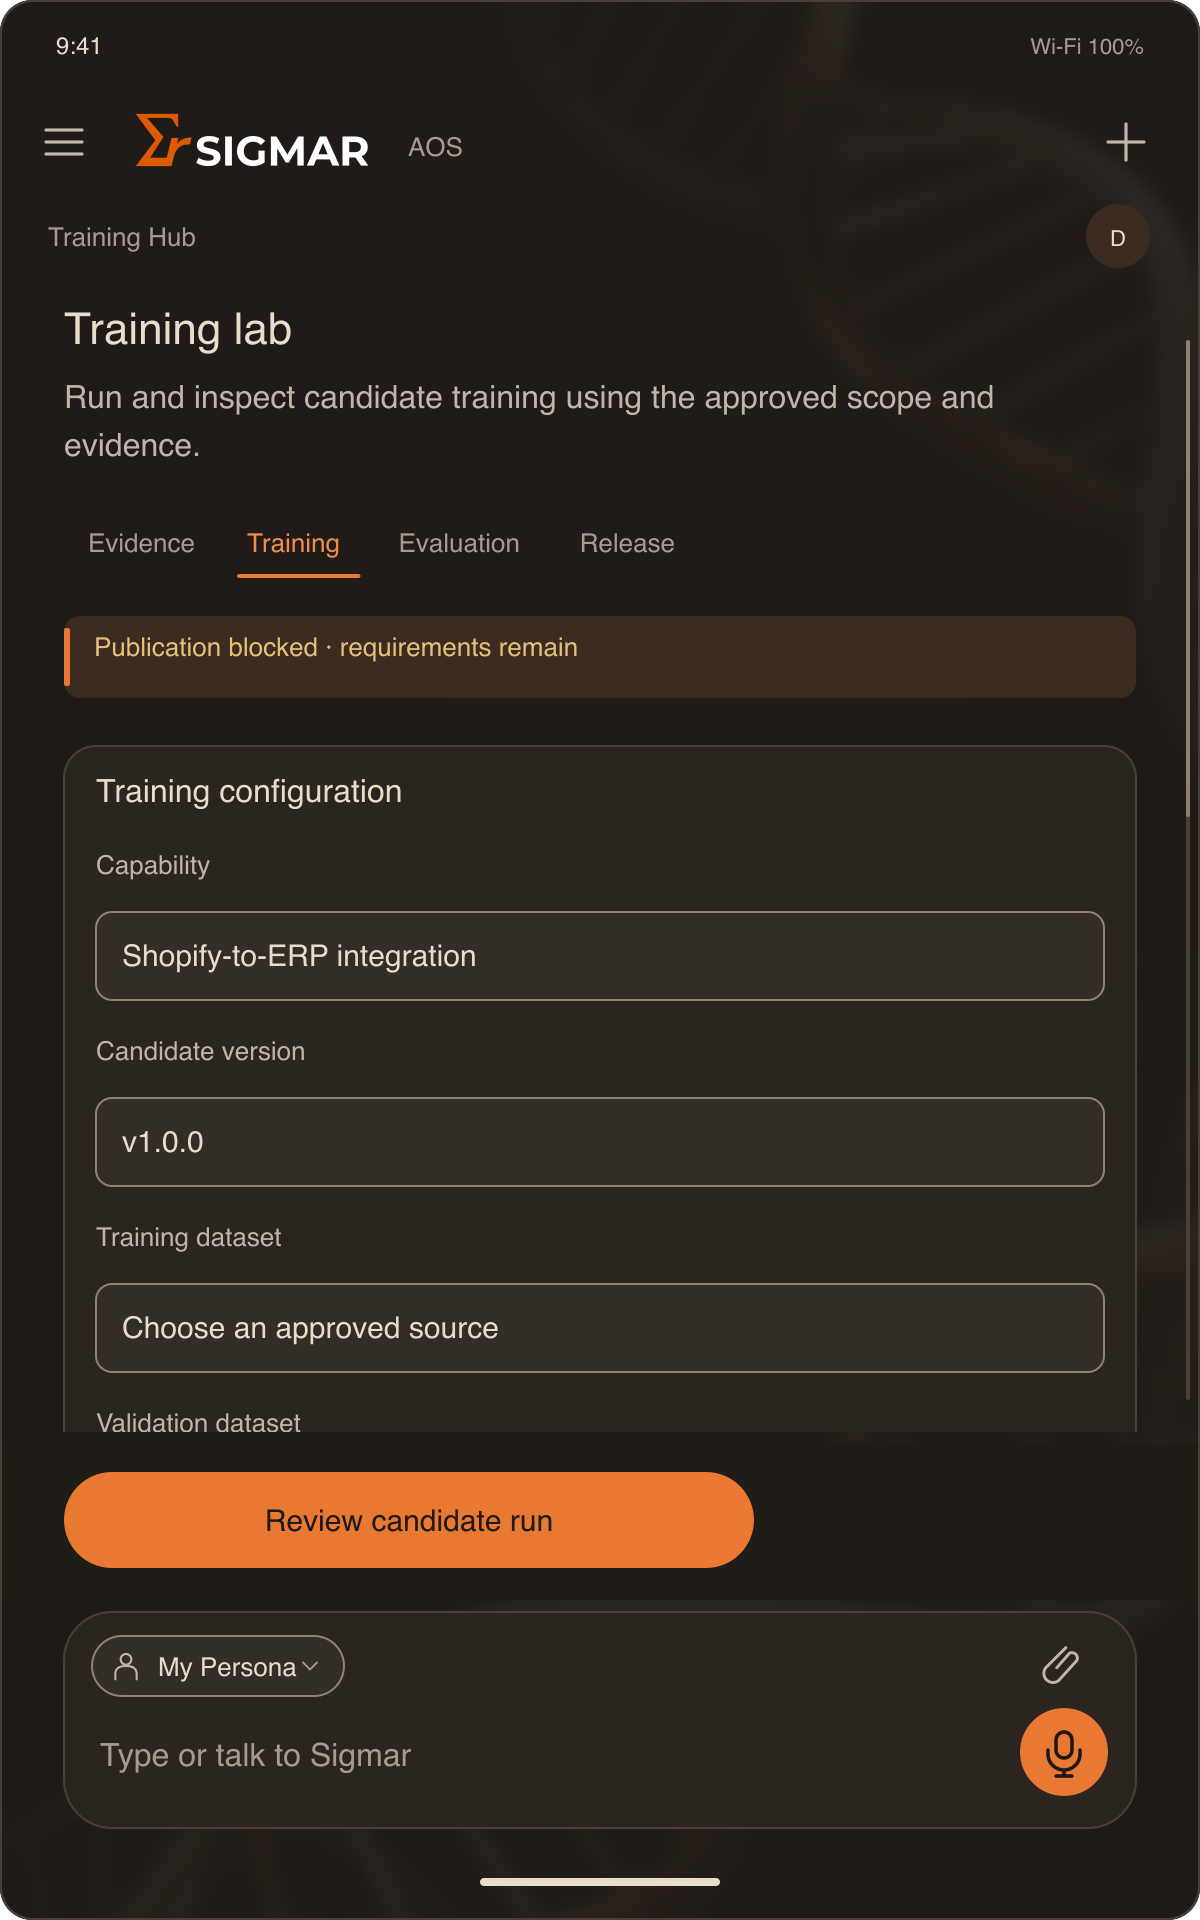 9:41
Wi-Fi 100%
Σr SIGMAR AOS
Training Hub
D
Training lab
Run and inspect candidate training using the approved scope and
evidence.
Evidence Training Evaluation Release
Publication blocked · requirements remain
Training configuration
Capability
Shopify-to-ERP integration
Candidate version
v1.0.0
Training dataset
Choose an approved source
Validation dataset
Review candidate run
My Persona
Type or talk to Sigmar